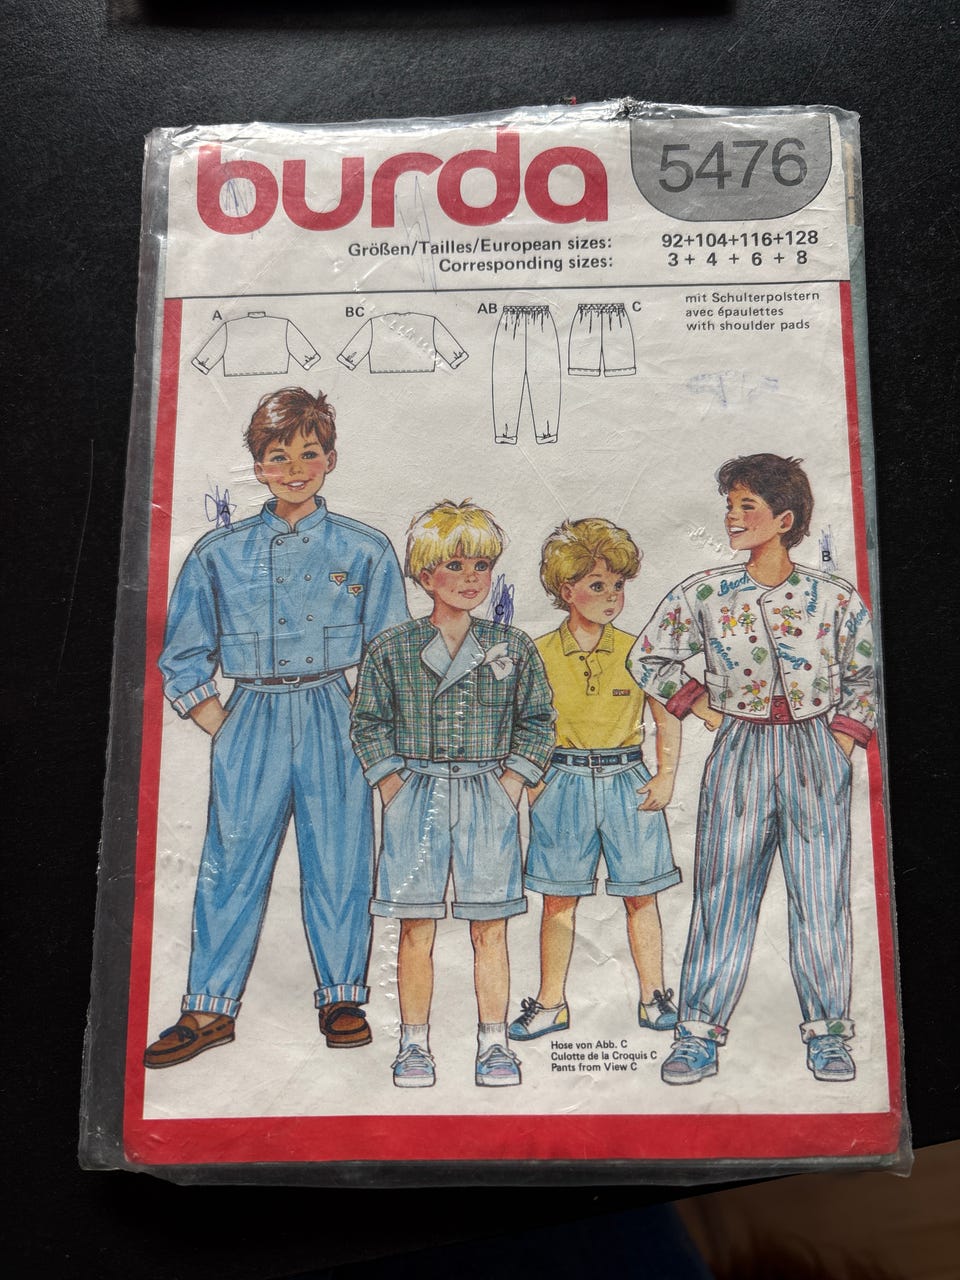 burda
5476
Größen/Tailles/European sizes: 92+104+116+128
Corresponding sizes: 3 + 4 + 6 + 8
A
BC
AB
C
mit Schulterpolstern
avec épaulettes
with shoulder pads
A
C
B
Hose von Abb. C
Culotte de la Croquis C
Pants from View C